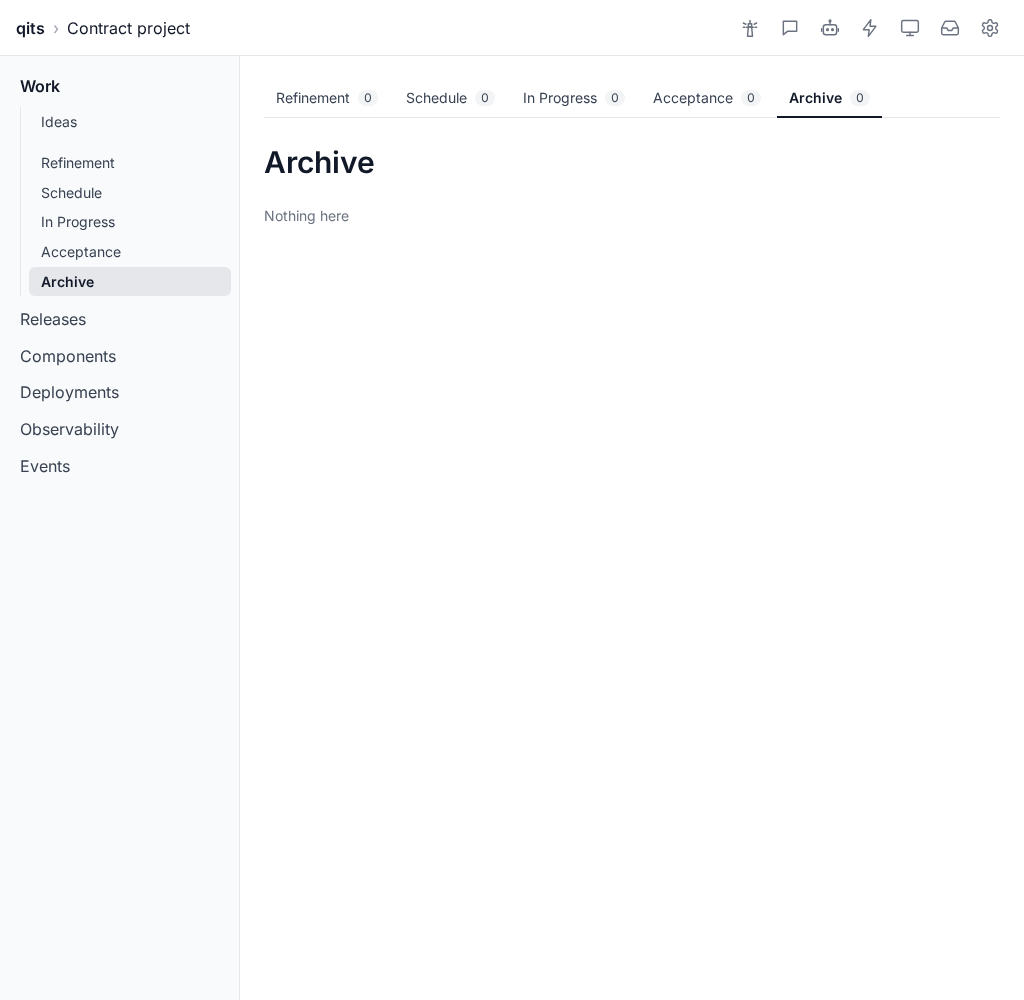 qits › Contract project
Work
Ideas
Refinement
Schedule
In Progress
Acceptance
Archive
Releases
Components
Deployments
Observability
Events
Refinement 0 Schedule 0 In Progress 0 Acceptance 0 Archive 0
Archive
Nothing here